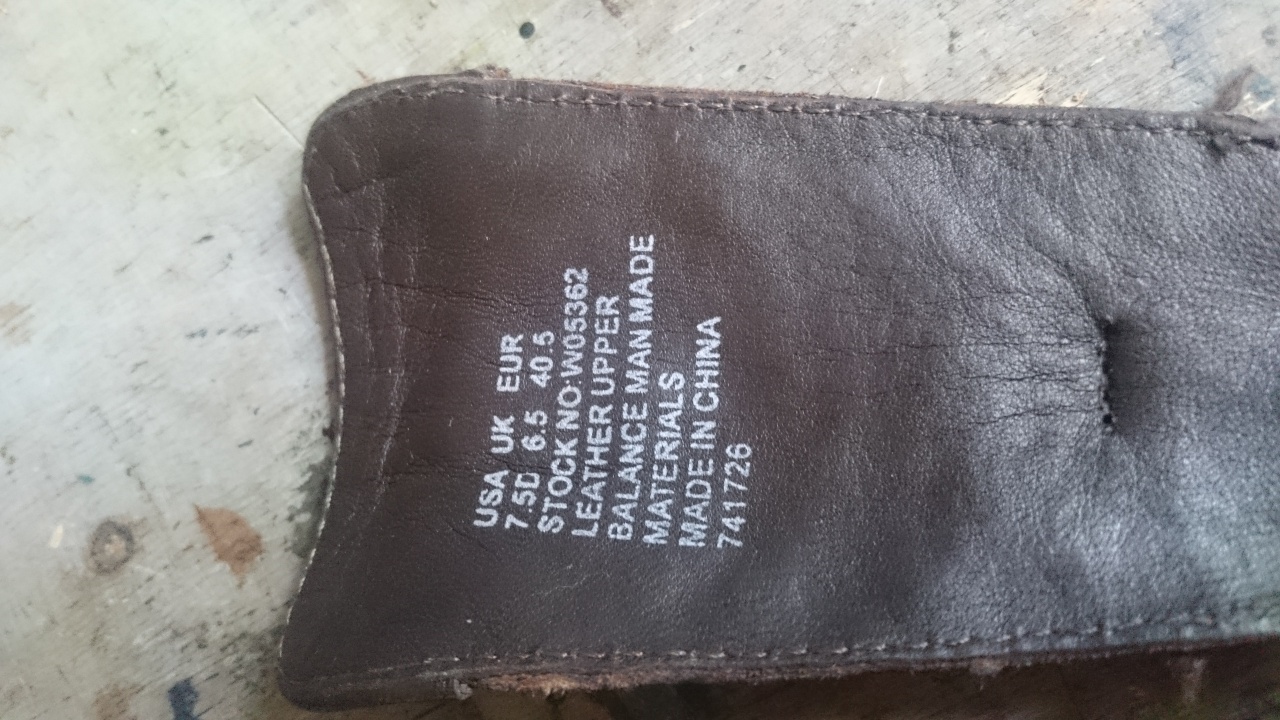 USA UK EUR
7.5D 6.5 40.5
STOCK NO:W05362
LEATHER UPPER
BALANCE MAN MADE
MATERIALS
MADE IN CHINA
741726